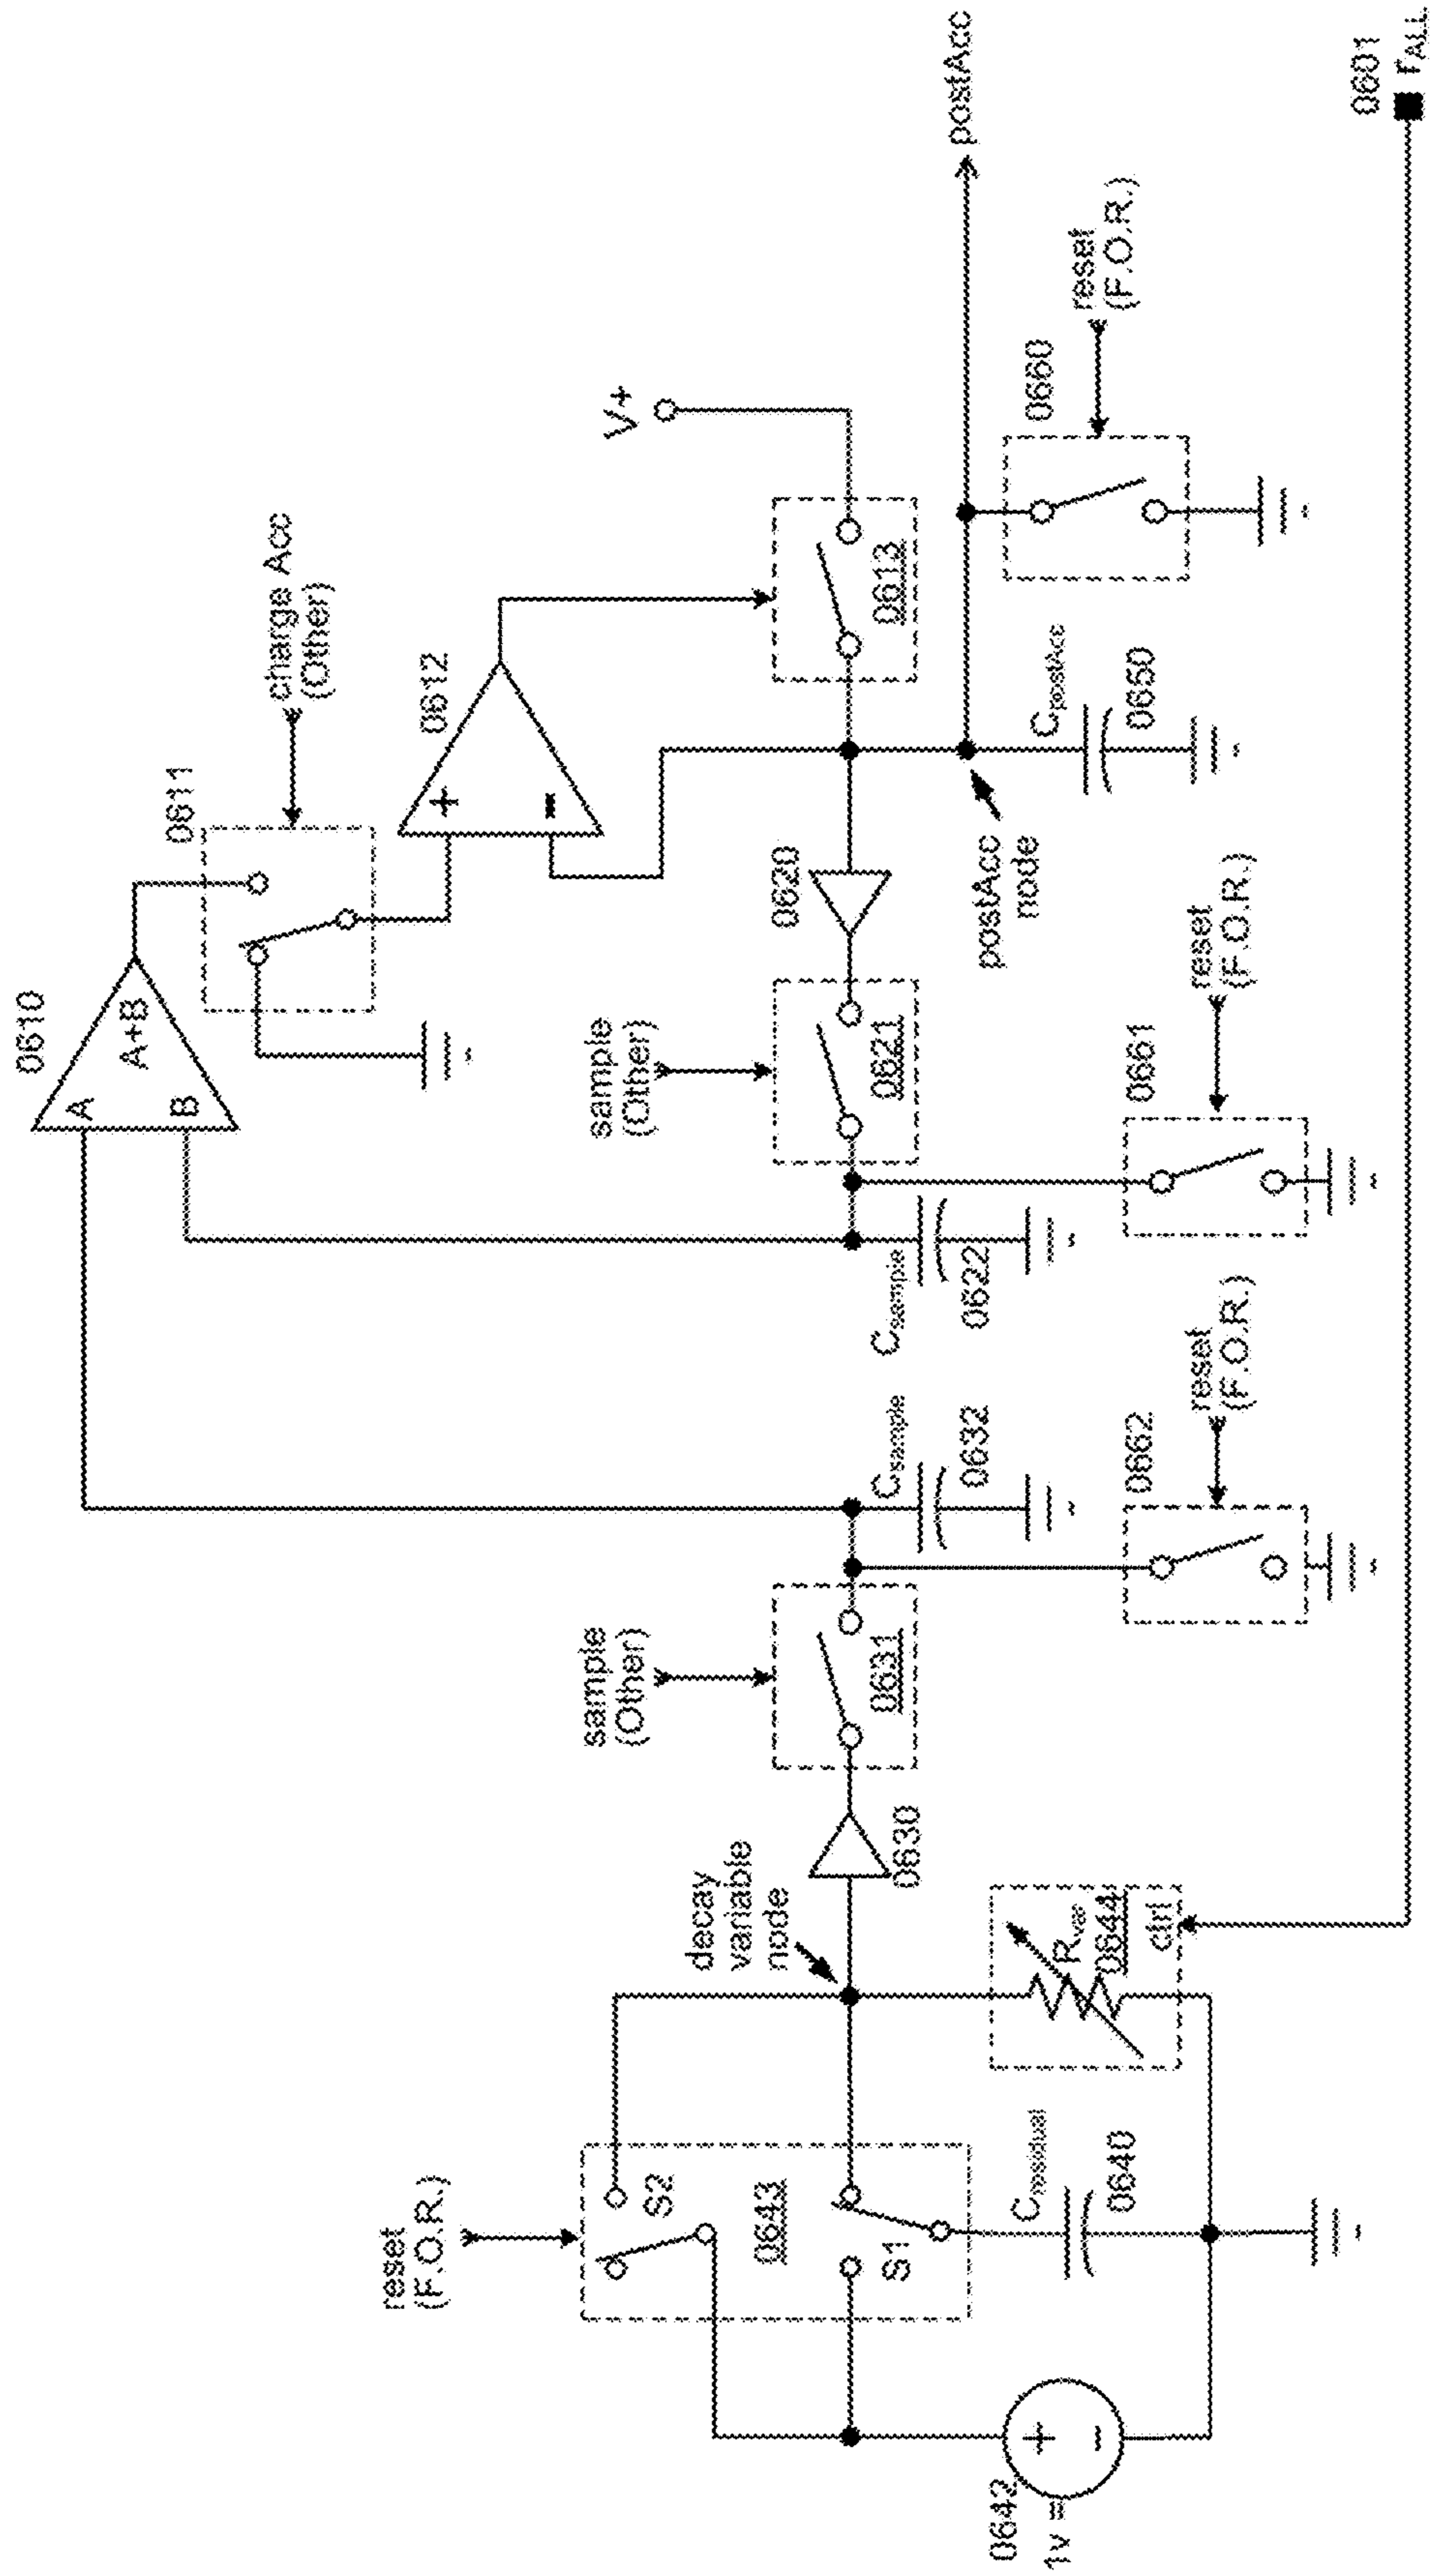 0610
A
B
A+B
0611
charge Acc
(Other)
0612
+
-
V+
0613
sample
(Other)
0621
0620
postAcc
node
postAcc
CpostAcc
0650
0660
reset
(F.O.R.)
0601
rALL
Csample
0622
0661
reset
(F.O.R.)
Csample
0632
0662
reset
(F.O.R.)
sample
(Other)
0631
0630
decay
variable
node
Rvar
0644
ctrl
reset
(F.O.R.)
S2
0643
S1
Cresidual
0640
0642
1v =
+
-